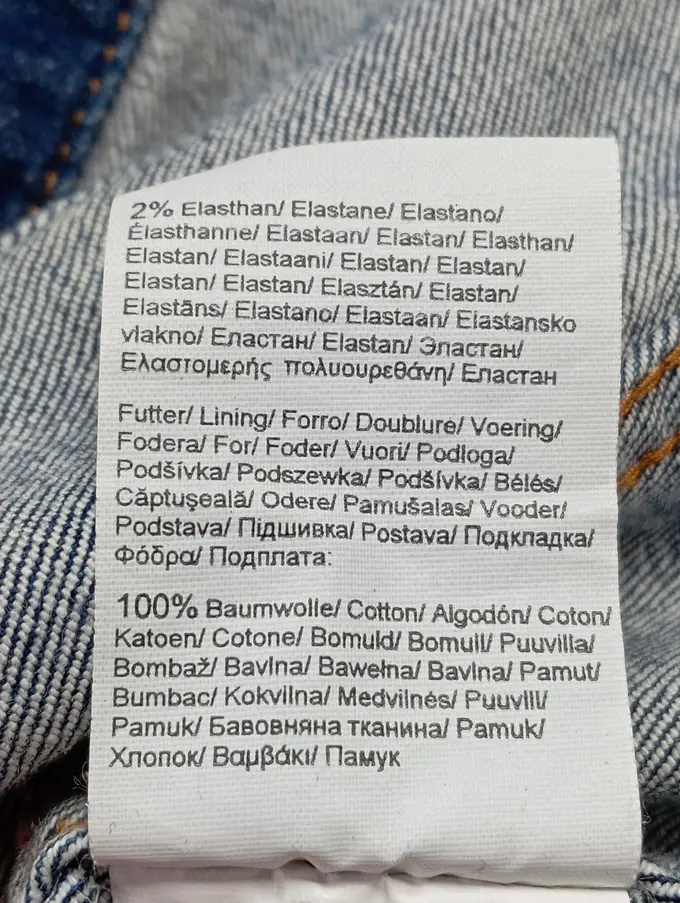 2% Elasthan/ Elastane/ Elastano/
Élasthanne/ Elastaan/ Elastan/ Elasthan/
Elastan/ Elastaani/ Elastan/ Elastan/
Elastan/ Elastan/ Elasztán/ Elastan/
Elastāns/ Elastano/ Elastaan/ Elastansko
vlakno/ Еластан/ Elastan/ Эластан/
Ελαστομερής πολυουρεθάνη/ Еластан
Futter/ Lining/ Forro/ Doublure/ Voering/
Fodera/ For/ Foder/ Vuori/ Podloga/
Podšívka/ Podszewka/ Podšívka/ Bélés/
Căptuşeală/ Odere/ Pamušalas/ Vooder/
Podstava/ Підшивка/ Postava/ Подкладка/
Φόδρα/ Подплата:
100% Baumwolle/ Cotton/ Algodón/ Coton/
Katoen/ Cotone/ Bomuld/ Bomull/ Puuvilla/
Bombaž/ Bavlna/ Bawełna/ Bavlna/ Pamut/
Bumbac/ Kokvilna/ Medvilnės/ Puuvill/
Pamuk/ Бавовняна тканина/ Pamuk/
Хлопок/ Βαμβάκι/ Памук